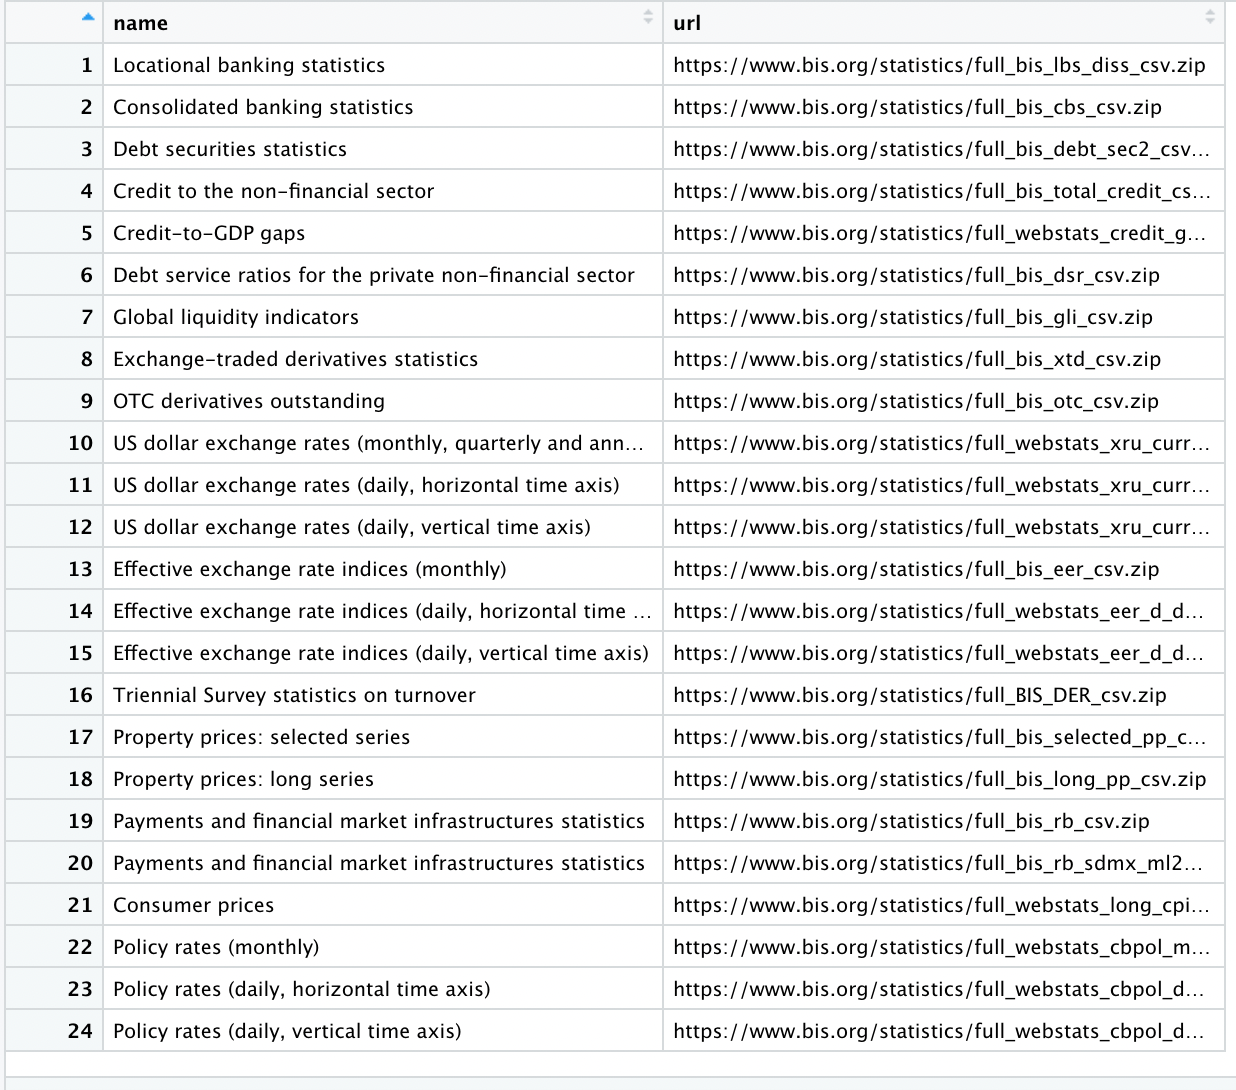 name url
1 Locational banking statistics https://www.bis.org/statistics/full_bis_lbs_diss_csv.zip
2 Consolidated banking statistics https://www.bis.org/statistics/full_bis_cbs_csv.zip
3 Debt securities statistics https://www.bis.org/statistics/full_bis_debt_sec2_csv...
4 Credit to the non-financial sector https://www.bis.org/statistics/full_bis_total_credit_cs...
5 Credit-to-GDP gaps https://www.bis.org/statistics/full_webstats_credit_g...
6 Debt service ratios for the private non-financial sector https://www.bis.org/statistics/full_bis_dsr_csv.zip
7 Global liquidity indicators https://www.bis.org/statistics/full_bis_gli_csv.zip
8 Exchange-traded derivatives statistics https://www.bis.org/statistics/full_bis_xtd_csv.zip
9 OTC derivatives outstanding https://www.bis.org/statistics/full_bis_otc_csv.zip
10 US dollar exchange rates (monthly, quarterly and ann... https://www.bis.org/statistics/full_webstats_xru_curr...
11 US dollar exchange rates (daily, horizontal time axis) https://www.bis.org/statistics/full_webstats_xru_curr...
12 US dollar exchange rates (daily, vertical time axis) https://www.bis.org/statistics/full_webstats_xru_curr...
13 Effective exchange rate indices (monthly) https://www.bis.org/statistics/full_bis_eer_csv.zip
14 Effective exchange rate indices (daily, horizontal time ... https://www.bis.org/statistics/full_webstats_eer_d_d...
15 Effective exchange rate indices (daily, vertical time axis) https://www.bis.org/statistics/full_webstats_eer_d_d...
16 Triennial Survey statistics on turnover https://www.bis.org/statistics/full_BIS_DER_csv.zip
17 Property prices: selected series https://www.bis.org/statistics/full_bis_selected_pp_c...
18 Property prices: long series https://www.bis.org/statistics/full_bis_long_pp_csv.zip
19 Payments and financial market infrastructures statistics https://www.bis.org/statistics/full_bis_rb_csv.zip
20 Payments and financial market infrastructures statistics https://www.bis.org/statistics/full_bis_rb_sdmx_ml2...
21 Consumer prices https://www.bis.org/statistics/full_webstats_long_cpi...
22 Policy rates (monthly) https://www.bis.org/statistics/full_webstats_cbpol_m...
23 Policy rates (daily, horizontal time axis) https://www.bis.org/statistics/full_webstats_cbpol_d...
24 Policy rates (daily, vertical time axis) https://www.bis.org/statistics/full_webstats_cbpol_d...